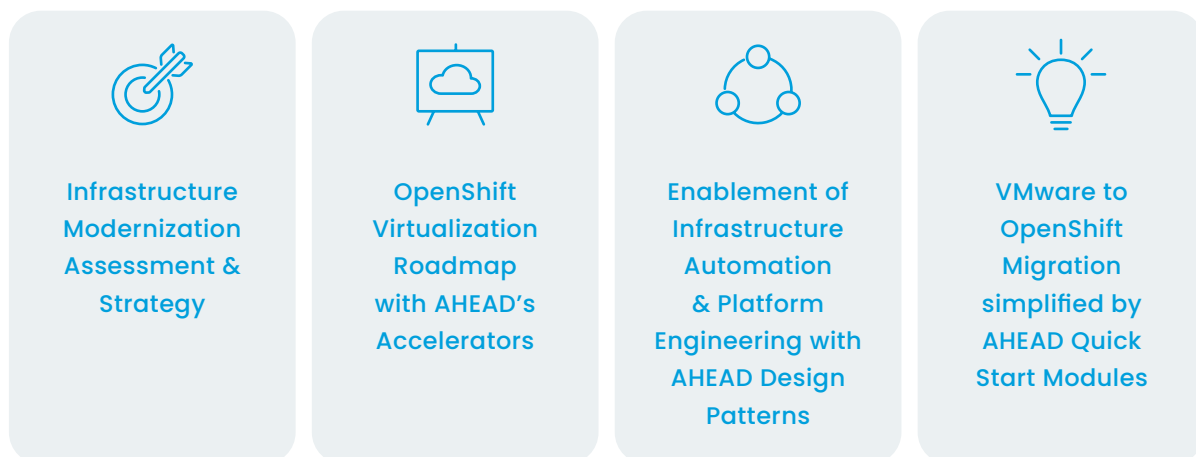 Infrastructure
Modernization
Assessment &
Strategy
OpenShift
Virtualization
Roadmap
with AHEAD’s
Accelerators
Enablement of
Infrastructure
Automation
& Platform
Engineering with
AHEAD Design
Patterns
VMware to
OpenShift
Migration
simplified by
AHEAD Quick
Start Modules